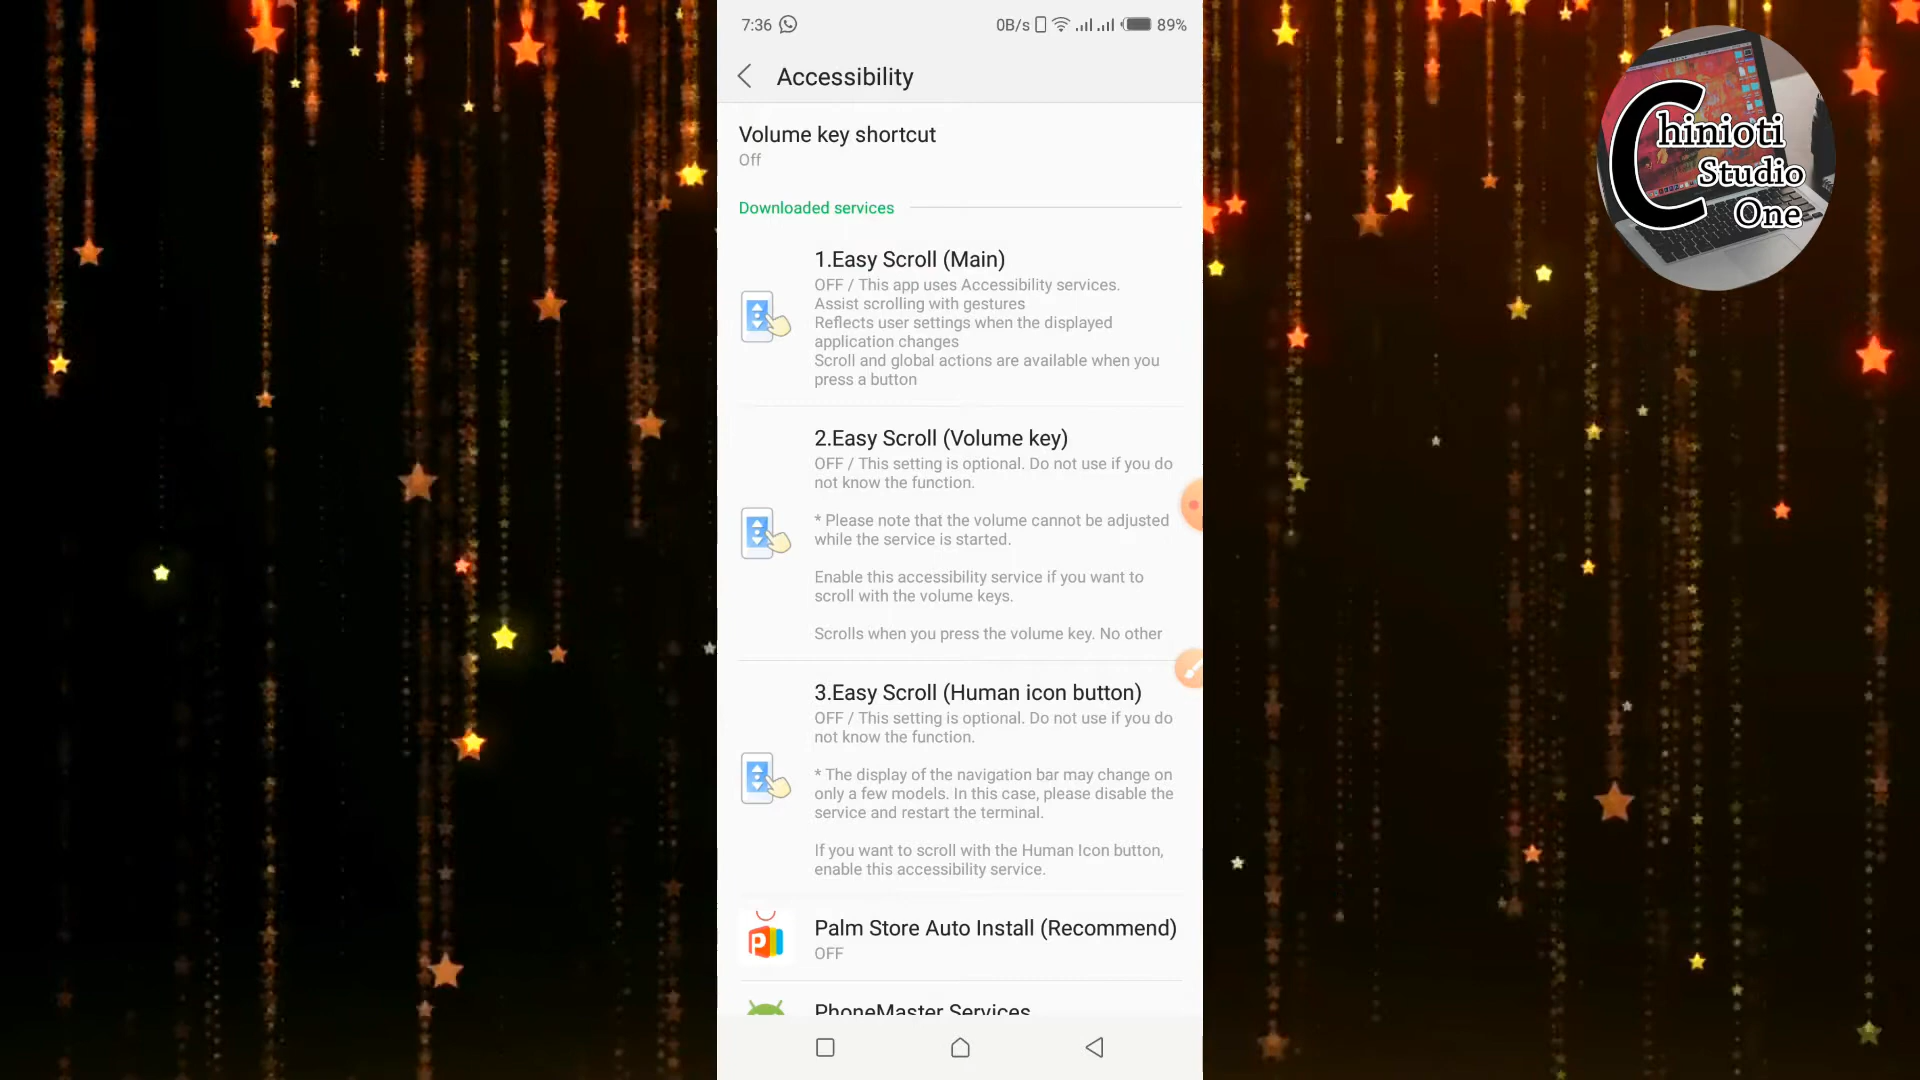 7:36
0B/s
89%
Accessibility
Volume key shortcut
Off
Downloaded services
1.Easy Scroll (Main)
OFF / This app uses Accessibility services.
Assist scrolling with gestures
Reflects user settings when the displayed
application changes
Scroll and global actions are available when you
press a button
2.Easy Scroll (Volume key)
OFF / This setting is optional. Do not use if you do
not know the function.
* Please note that the volume cannot be adjusted
while the service is started.
Enable this accessibility service if you want to
scroll with the volume keys.
Scrolls when you press the volume key. No other
3.Easy Scroll (Human icon button)
OFF / This setting is optional. Do not use if you do
not know the function.
* The display of the navigation bar may change on
only a few models. In this case, please disable the
service and restart the terminal.
If you want to scroll with the Human Icon button,
enable this accessibility service.
Palm Store Auto Install (Recommend)
OFF
PhoneMaster Services
Chinioti
Studio
One